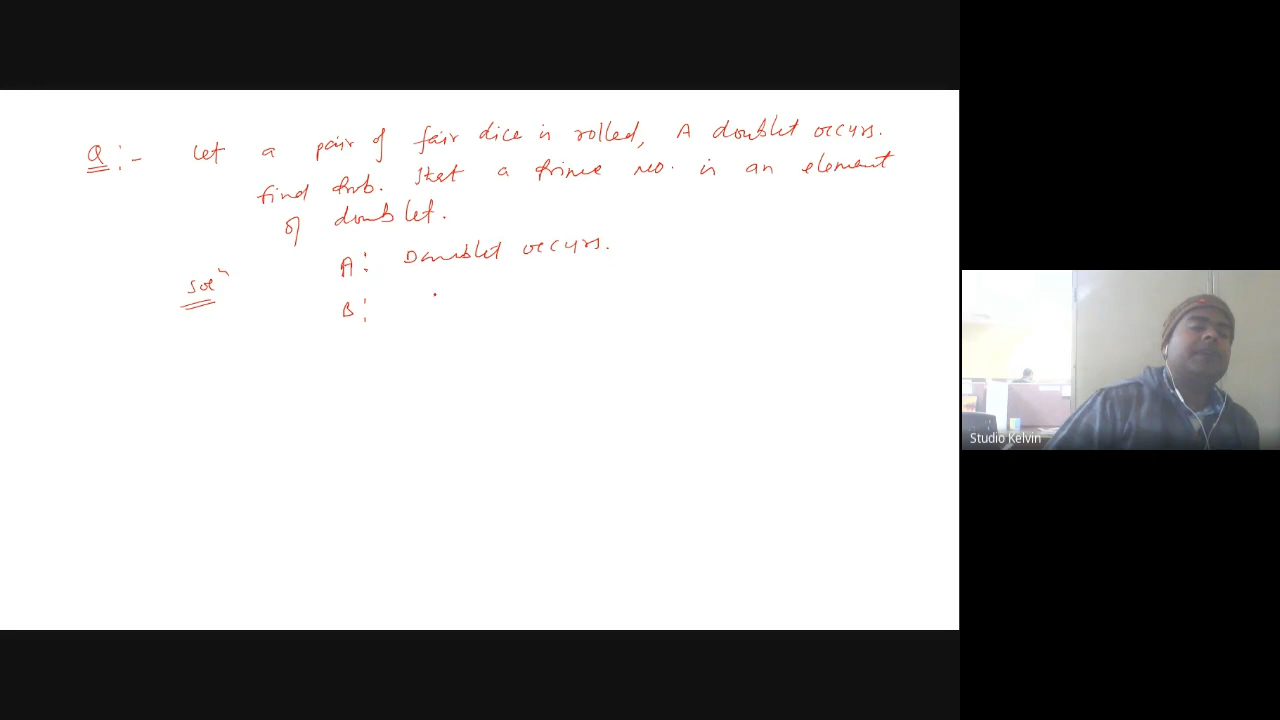 Q:- Let a pair of fair dice is rolled, A doublet occurs.
find prob. that a prime no. is an element
of doublet.
Solⁿ A: Doublet occurs.
B:
Studio Kelvin